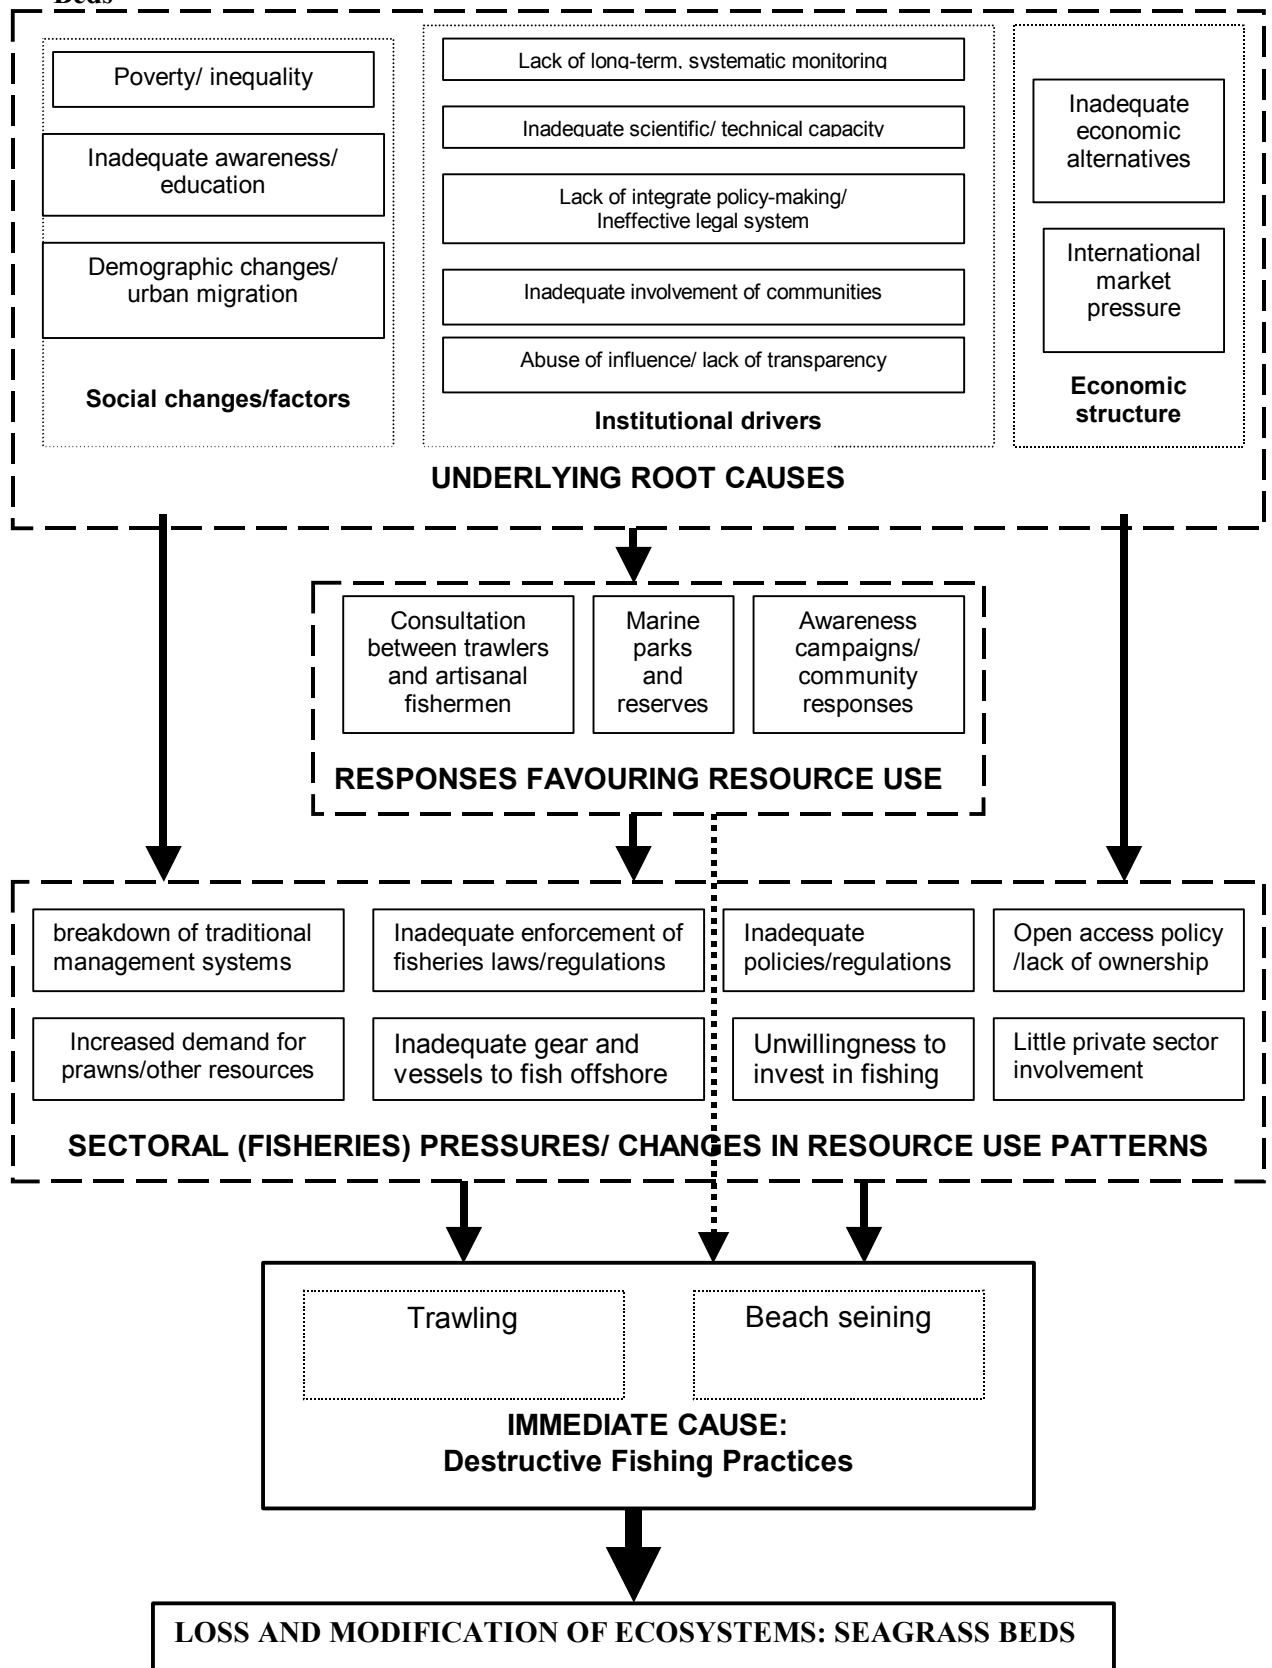 Beds
Poverty/ inequality
Inadequate awareness/
education
Demographic changes/
urban migration
Social changes/factors
Lack of long-term, systematic monitoring
Inadequate scientific/ technical capacity
Lack of integrate policy-making/
Ineffective legal system
Inadequate involvement of communities
Abuse of influence/ lack of transparency
Institutional drivers
Inadequate
economic
alternatives
International
market
pressure
Economic
structure
UNDERLYING ROOT CAUSES
Consultation
between trawlers
and artisanal
fishermen
Marine
parks
and
reserves
Awareness
campaigns/
community
responses
RESPONSES FAVOURING RESOURCE USE
breakdown of traditional
management systems
Inadequate enforcement of
fisheries laws/regulations
Inadequate
policies/regulations
Open access policy
/lack of ownership
Increased demand for
prawns/other resources
Inadequate gear and
vessels to fish offshore
Unwillingness to
invest in fishing
Little private sector
involvement
SECTORAL (FISHERIES) PRESSURES/ CHANGES IN RESOURCE USE PATTERNS
Trawling
Beach seining
IMMEDIATE CAUSE:
Destructive Fishing Practices
LOSS AND MODIFICATION OF ECOSYSTEMS: SEAGRASS BEDS